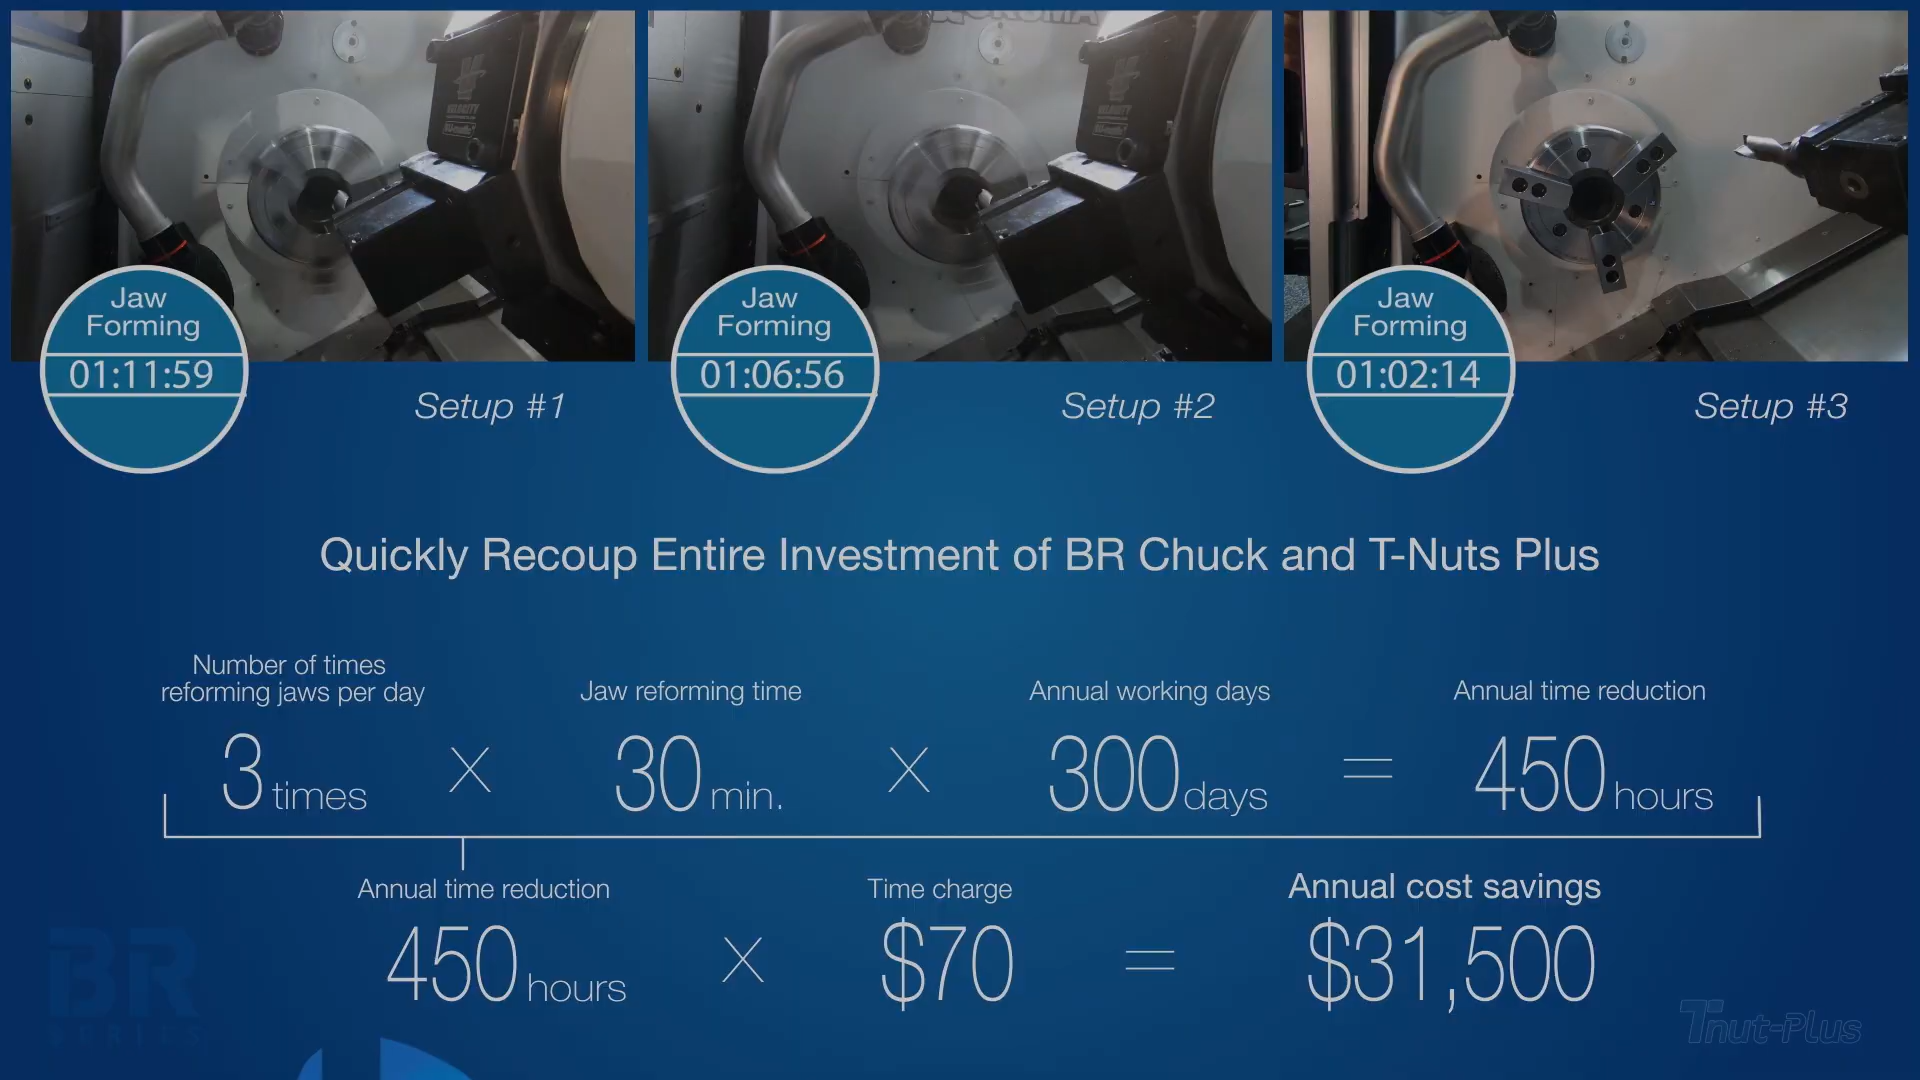 OKUMA
VELOCITY
Jaw
Forming
01:11:59
Setup #1
Jaw
Forming
01:06:56
Setup #2
Jaw
Forming
01:02:14
Setup #3
Quickly Recoup Entire Investment of BR Chuck and T-Nuts Plus
Number of times
reforming jaws per day
Jaw reforming time
Annual working days
Annual time reduction
3 times X 30 min. X 300 days = 450 hours
Annual time reduction
Time charge
Annual cost savings
450 hours X $70 = $31,500
BR
SERIES
Tnut-Plus